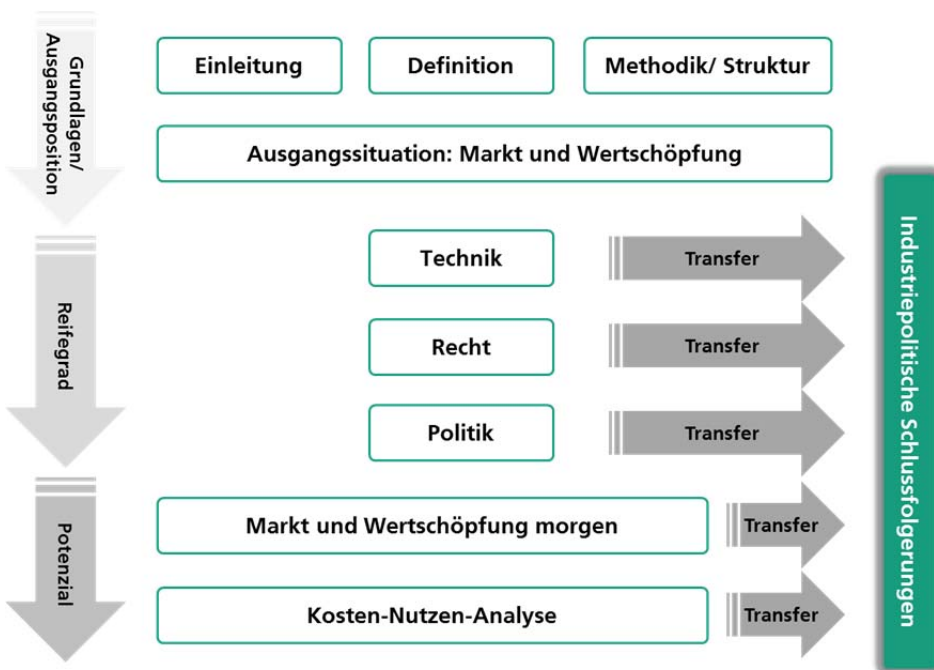 Grundlagen/
Ausgangsposition
Einleitung
Definition
Methodik/ Struktur
Ausgangssituation: Markt und Wertschöpfung
Reifegrad
Technik
Transfer
Recht
Transfer
Politik
Transfer
Potenzial
Markt und Wertschöpfung morgen
Transfer
Kosten-Nutzen-Analyse
Transfer
Industriepolitische Schlussfolgerungen